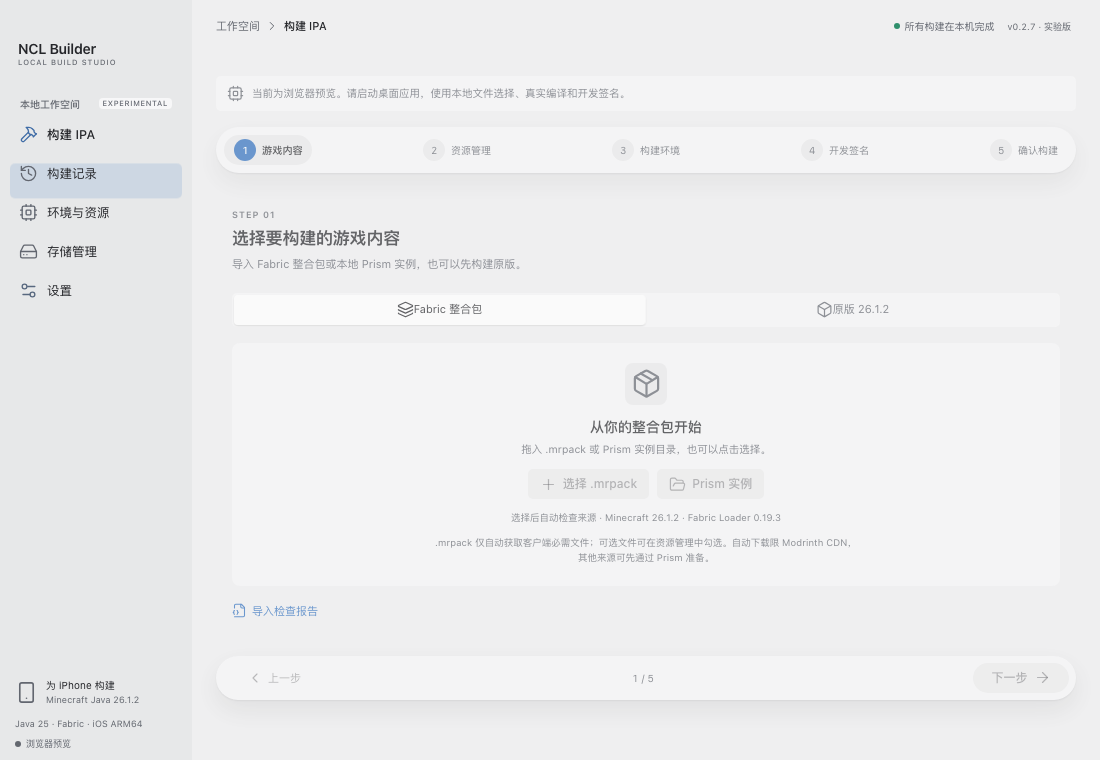 NCL Builder
LOCAL BUILD STUDIO
本地工作空间
EXPERIMENTAL
构建 IPA
构建记录
环境与资源
存储管理
设置
为 iPhone 构建
Minecraft Java 26.1.2
Java 25 · Fabric · iOS ARM64
浏览器预览
工作空间
构建 IPA
所有构建在本机完成
v0.2.7 · 实验版
当前为浏览器预览。请启动桌面应用，使用本地文件选择、真实编译和开发签名。
1 游戏内容
2 资源管理
3 构建环境
4 开发签名
5 确认构建
STEP 01
选择要构建的游戏内容
导入 Fabric 整合包或本地 Prism 实例，也可以先构建原版。
Fabric 整合包
原版 26.1.2
从你的整合包开始
拖入 .mrpack 或 Prism 实例目录，也可以点击选择。
选择 .mrpack
Prism 实例
选择后自动检查来源 · Minecraft 26.1.2 · Fabric Loader 0.19.3
.mrpack 仅自动获取客户端必需文件；可选文件可在资源管理中勾选。自动下载限 Modrinth CDN，
其他来源可先通过 Prism 准备。
导入检查报告
上一步
1 / 5
下一步